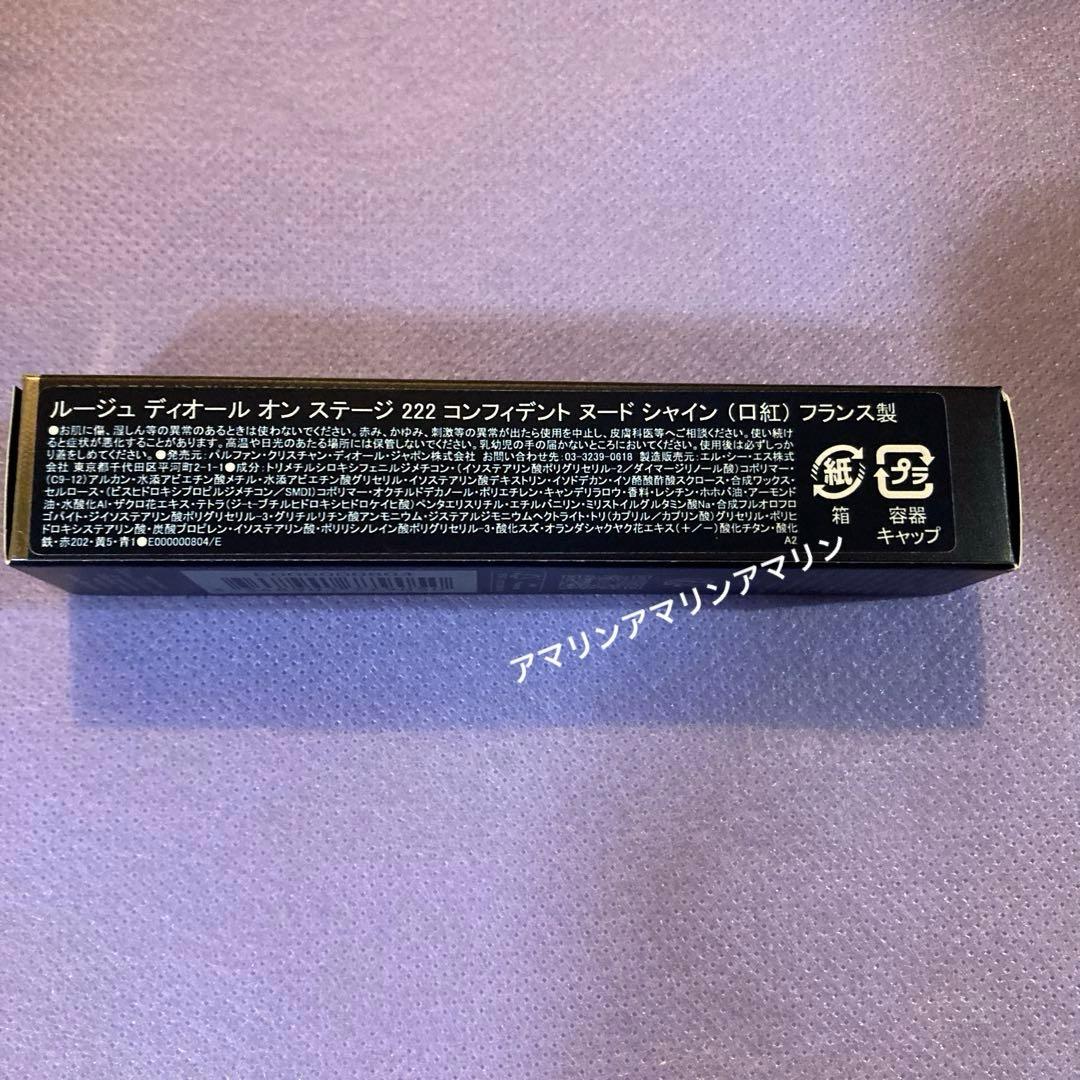 ルージュ ディオール オン ステージ 222 コンフィデント ヌード シャイン (口紅) フランス製
●お肌に傷、湿しん等の異常のあるときは使わないでください。赤み、かゆみ、刺激等の異常が出たら使用を中止し、皮膚科医等へご相談ください。使い続け
ると症状が悪化することがあります。高温や日光のあたる場所には保管しないでください。乳幼児の手の届かないところにおいてください。使用後は必ずしっか
り蓋をしめてください。●発売元:パルファン・クリスチャン・ディオール・ジャポン株式会社 お問い合わせ先:03-3239-0618 製造販売元:エル・シー・エス株式
会社 東京都千代田区平河町2-1-1●成分:トリメチルシロキシフェニルジメチコン・(イソステアリン酸ポリグリセリル-2/ダイマージリノール酸)コポリマー・
(C9-12)アルカン・水添アビエチン酸メチル・水添アビエチン酸グリセリル・イソステアリン酸デキストリン・イソドデカン・イソ酪酸酢酸スクロース・合成ワックス・
セルロース・(ビスヒドロキシプロピルジメチコン/SMDI)コポリマー・オクチルドデカノール・ポリエチレン・キャンデリラロウ・香料・レシチン・ホホバ油・アーモンド
油・水酸化Al・ザクロ花エキス・テトラ(ジ-t-ブチルヒドロキシヒドロケイヒ酸)ペンタエリスリチル・エチルバニリン・ミリストイルグルタミン酸Na・合成フルオロフロ
ゴパイト・ジイソステアリン酸ポリグリセリル-3・グリチルリチン酸アンモニウム・ジステアルジモニウムヘクトライト・トリ(カプリル/カプリン酸)グリセリル・ポリヒ
ドロキシステアリン酸・炭酸プロピレン・イソステアリン酸・ポリリシノレイン酸ポリグリセリル-3・酸化スズ・オランダシャクヤク花エキス(+/-)酸化チタン・酸化
鉄・赤202・黄5・青1●E000000804/E
A2
紙
箱
プラ
容器
キャップ
アマリンアマリンアマリン